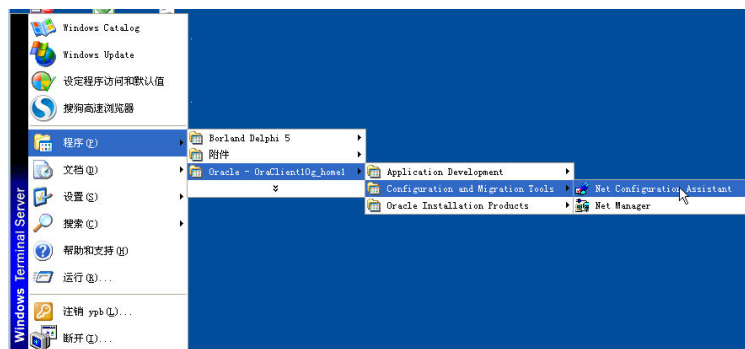 Windows Catalog
Windows Update
设定程序访问和默认值
搜狗高速浏览器
程序(P)
Borland Delphi 5
附件
Oracle - OraClient10g_home1
Application Development
Configuration and Migration Tools
Net Configuration Assistant
Oracle Installation Products
Net Manager
文档(D)
设置(S)
搜索(C)
帮助和支持(H)
运行(R)...
注销 ypb(L)...
断开(I)...
Windows Terminal Server